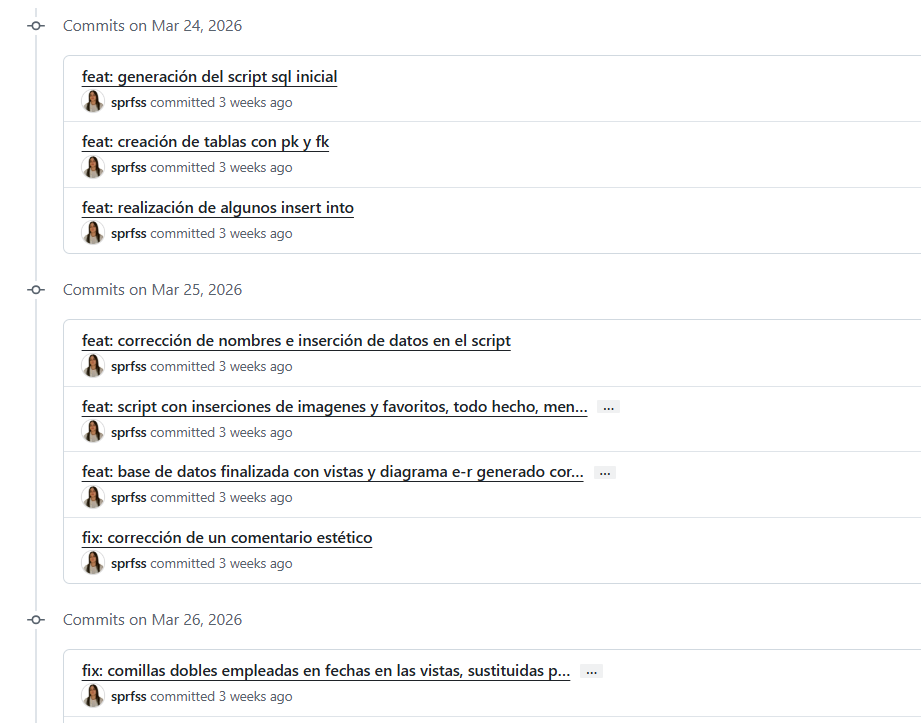 Commits on Mar 24, 2026
feat: generación del script sql inicial
sprfss committed 3 weeks ago
feat: creación de tablas con pk y fk
sprfss committed 3 weeks ago
feat: realización de algunos insert into
sprfss committed 3 weeks ago
Commits on Mar 25, 2026
feat: corrección de nombres e inserción de datos en el script
sprfss committed 3 weeks ago
feat: script con inserciones de imagenes y favoritos, todo hecho, men... ...
sprfss committed 3 weeks ago
feat: base de datos finalizada con vistas y diagrama e-r generado cor... ...
sprfss committed 3 weeks ago
fix: corrección de un comentario estético
sprfss committed 3 weeks ago
Commits on Mar 26, 2026
fix: comillas dobles empleadas en fechas en las vistas, sustituidas p... ...
sprfss committed 3 weeks ago